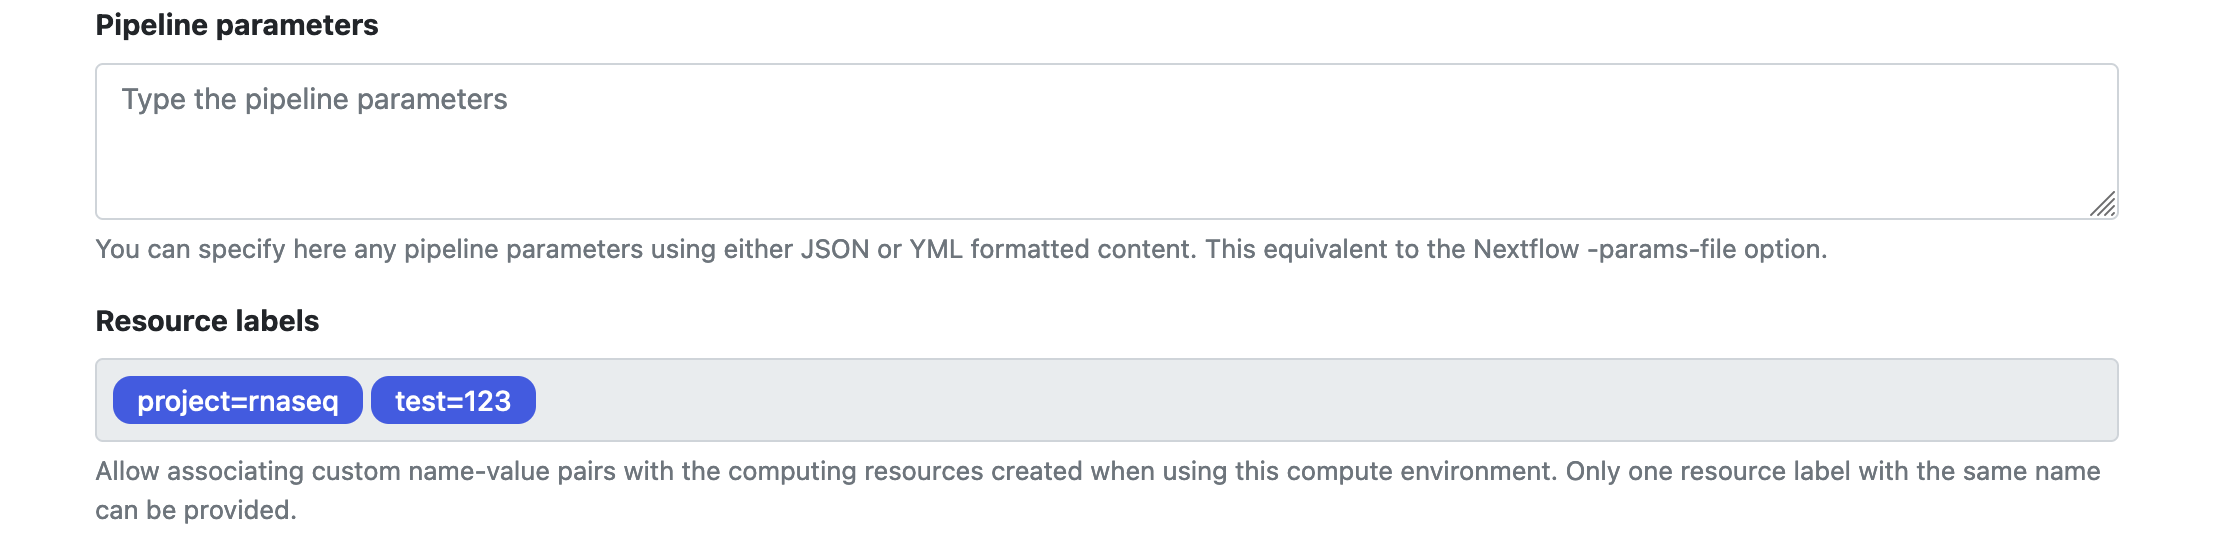 Pipeline parameters
Type the pipeline parameters
You can specify here any pipeline parameters using either JSON or YML formatted content. This equivalent to the Nextflow -params-file option.
Resource labels
project=rnaseq test=123
Allow associating custom name-value pairs with the computing resources created when using this compute environment. Only one resource label with the same name
can be provided.